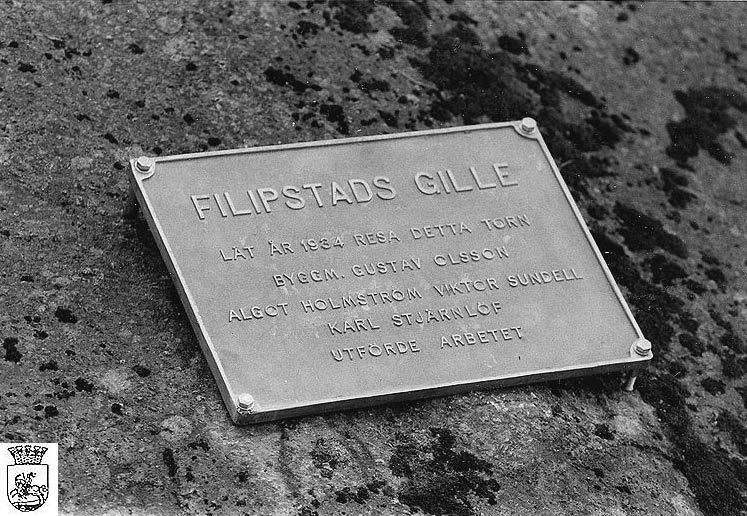 FILIPSTADS GILLE
LÄT ÅR 1934 RESA DETTA TORN
BYGGM. GUSTAV OLSSON
ALGOT HOLMSTRÖM VIKTOR SUNDELL
KARL STJÄRNLÖF
UTFÖRDE ARBETET